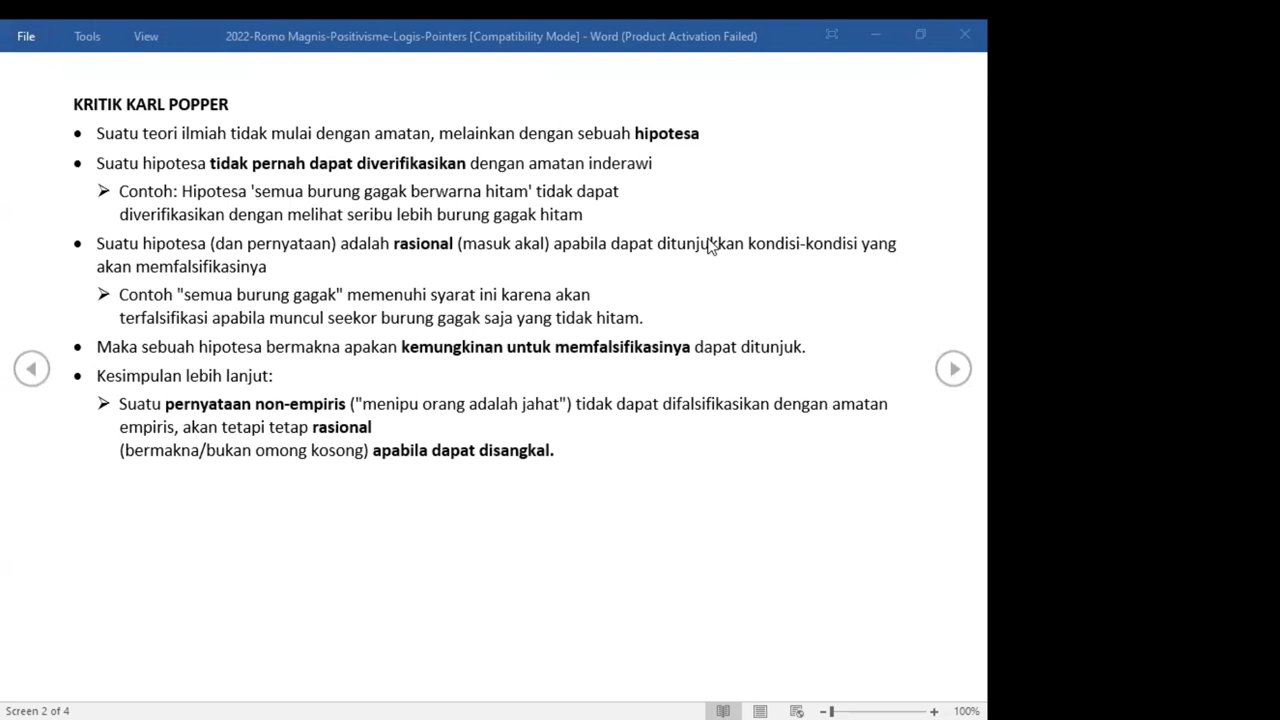 File Tools View 2022-Romo Magnis-Positivisme-Logis-Pointers [Compatibility Mode] - Word (Product Activation Failed)
KRITIK KARL POPPER
• Suatu teori ilmiah tidak mulai dengan amatan, melainkan dengan sebuah hipotesa
• Suatu hipotesa tidak pernah dapat diverifikasikan dengan amatan inderawi
➢ Contoh: Hipotesa 'semua burung gagak berwarna hitam' tidak dapat
diverifikasikan dengan melihat seribu lebih burung gagak hitam
• Suatu hipotesa (dan pernyataan) adalah rasional (masuk akal) apabila dapat ditunjukkan kondisi-kondisi yang
akan memfalsifikasinya
➢ Contoh "semua burung gagak" memenuhi syarat ini karena akan
terfalsifikasi apabila muncul seekor burung gagak saja yang tidak hitam.
• Maka sebuah hipotesa bermakna apakan kemungkinan untuk memfalsifikasinya dapat ditunjuk.
• Kesimpulan lebih lanjut:
➢ Suatu pernyataan non-empiris ("menipu orang adalah jahat") tidak dapat difalsifikasikan dengan amatan
empiris, akan tetapi tetap rasional
(bermakna/bukan omong kosong) apabila dapat disangkal.
Screen 2 of 4 100%